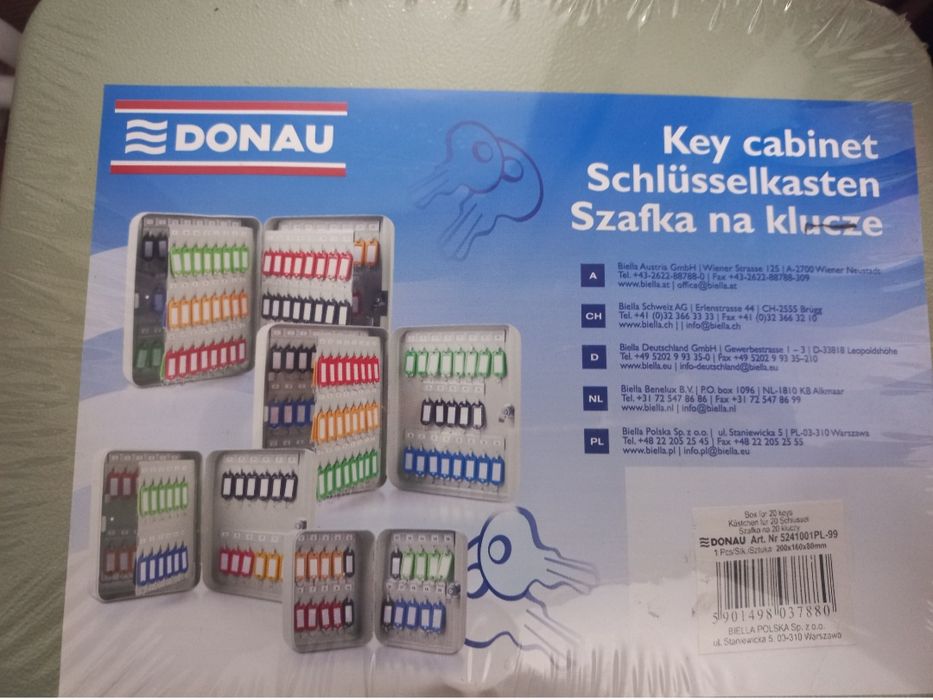 DONAU
Key cabinet
Schlüsselkasten
Szafka na klucze
A
Biella Austria GmbH | Wiener Strasse 125 | A-2700 Wiener Neustadt
Tel. +43-2622-88788-0 | Fax +43-2622-88788-309
www.biella.at | office@biella.at
CH
Biella Schweiz AG | Erlenstrasse 44 | CH-2555 Brügg
Tel. +41 (0)32 366 33 33 | Fax +41 (0)32 366 32 10
www.biella.ch | | info@biella.ch
D
Biella Deutschland GmbH | Gewerbestrasse 1 – 3 | D-33818 Leopoldshöhe
Tel. +49 5202 9 93 35-0 | Fax +49 5202 9 93 35-210
www.biella.eu | info-deutschland@biella.eu
NL
Biella Benelux B.V. | P.O. box 1096 | NL-1810 KB Alkmaar
Tel. +31 72 547 86 86 | Fax +31 72 547 86 99
www.biella.nl | info@biella.nl
PL
Biella Polska Sp. z o.o. | ul. Staniewicka 5 | PL-03-310 Warszawa
Tel. +48 22 205 25 45 | Fax +48 22 205 25 55
www.biella.pl | info.pl@biella.eu
Box for 20 keys
Kästchen für 20 Schlüssel
Szafka na 20 kluczy
DONAU Art. Nr 5241001PL-99
1 Pcs/Stk./Sztuka 200x160x80mm
5901498037880
BIELLA POLSKA Sp. z o.o.
ul. Staniewicka 5, 03-310 Warszawa